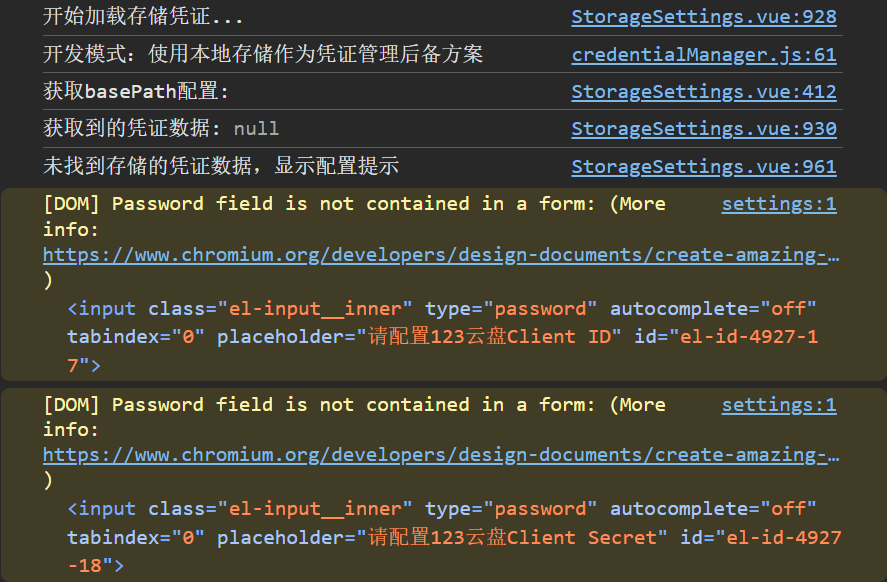 开始加载存储凭证... StorageSettings.vue:928
开发模式：使用本地存储作为凭证管理后备方案 credentialManager.js:61
获取basePath配置: StorageSettings.vue:412
获取到的凭证数据: null StorageSettings.vue:930
未找到存储的凭证数据，显示配置提示 StorageSettings.vue:961
[DOM] Password field is not contained in a form: (More settings:1
info:
https://www.chromium.org/developers/design-documents/create-amazing-…
)
<input class="el-input__inner" type="password" autocomplete="off"
tabindex="0" placeholder="请配置123云盘Client ID" id="el-id-4927-1
7">
[DOM] Password field is not contained in a form: (More settings:1
info:
https://www.chromium.org/developers/design-documents/create-amazing-…
)
<input class="el-input__inner" type="password" autocomplete="off"
tabindex="0" placeholder="请配置123云盘Client Secret" id="el-id-4927
-18">